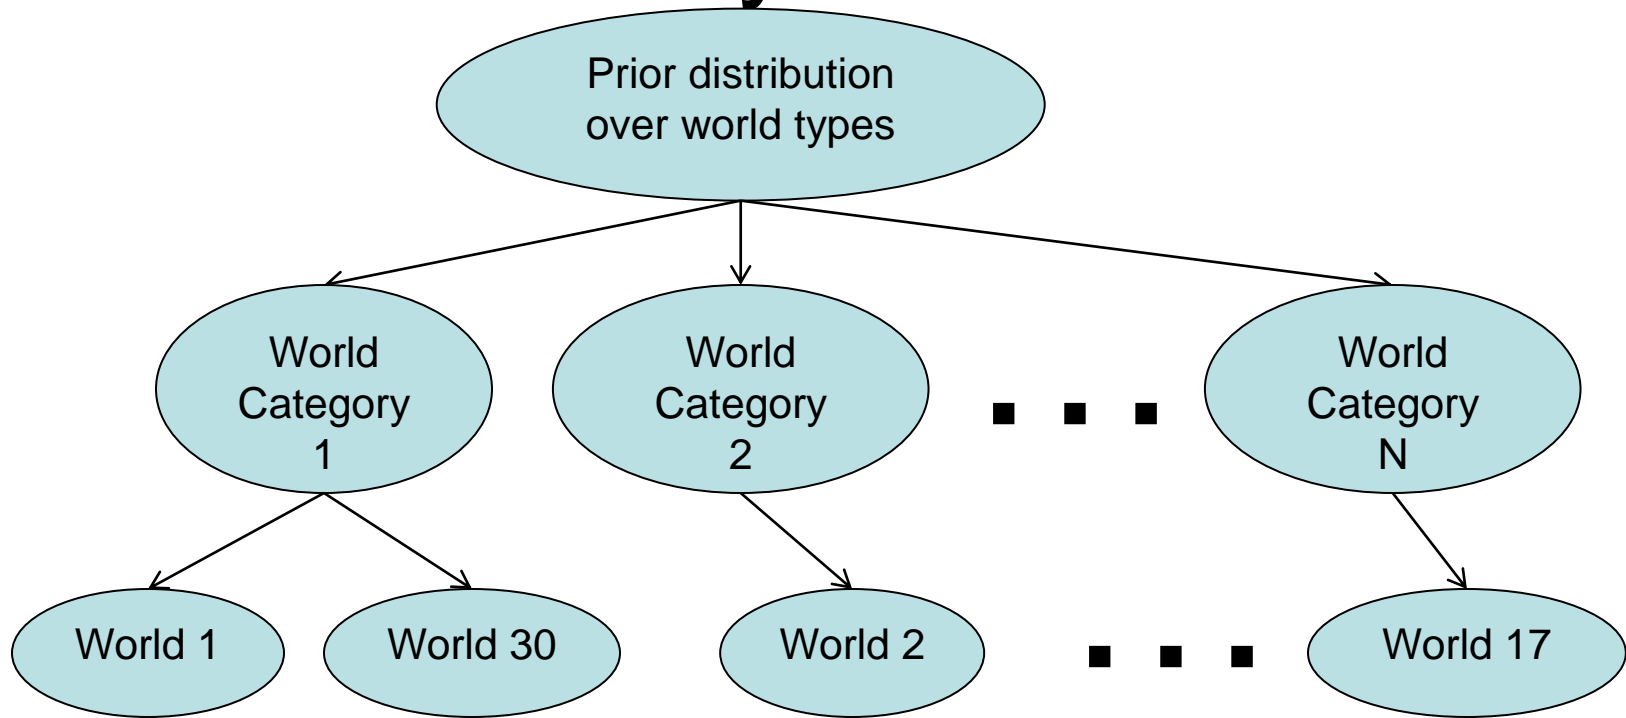 Prior distribution
over world types
World
Category
1
World
Category
2
World
Category
N
World 1
World 30
World 2
World 17